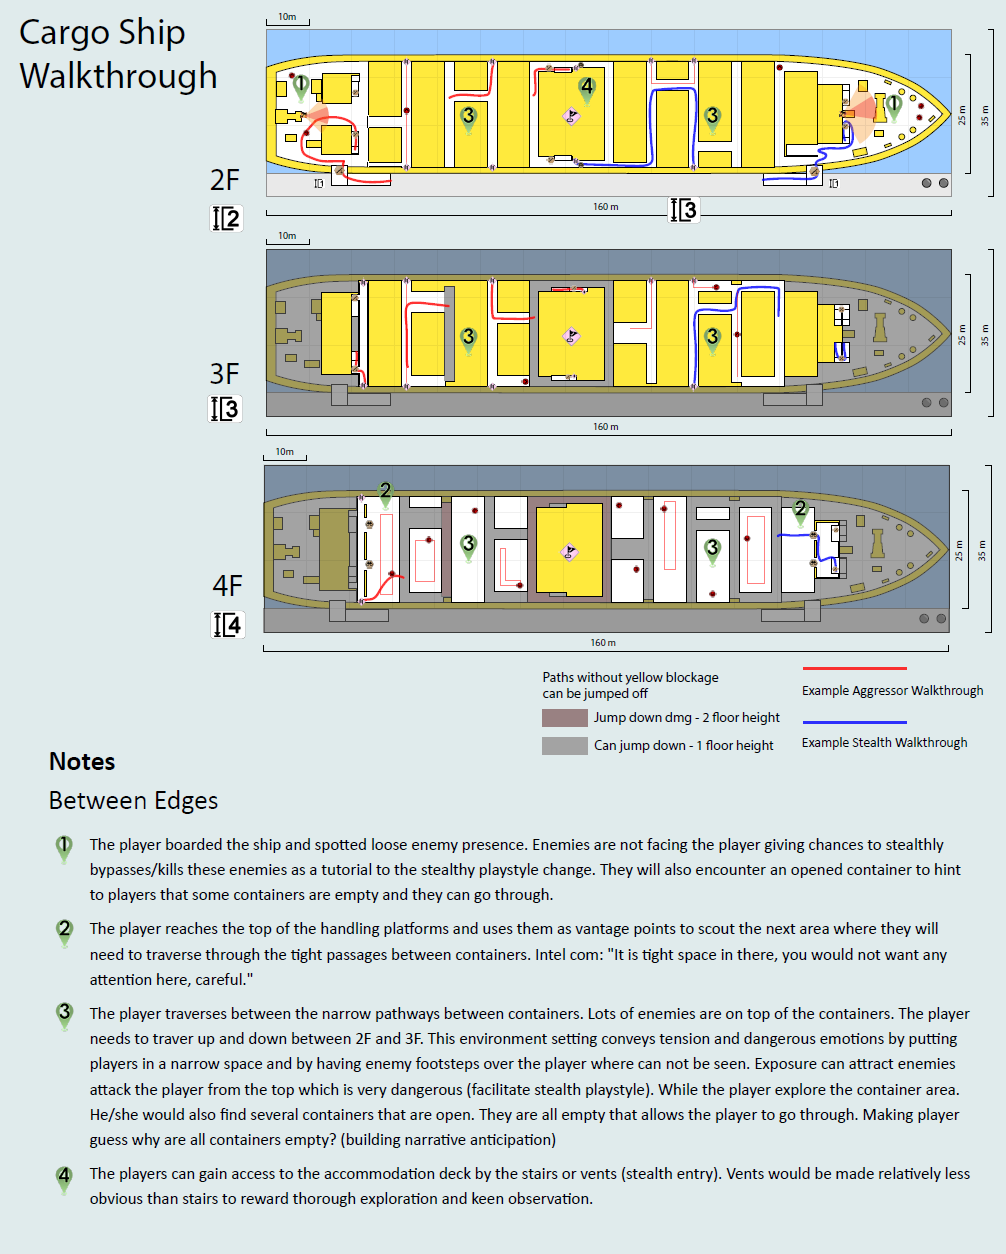 Cargo Ship
Walkthrough
10m
1
4
3
3
1
25 m
35 m
2F
2
160 m
3
10m
3
3
25 m
35 m
3F
3
160 m
10m
2
2
3
3
25 m
35 m
4F
4
160 m
Paths without yellow blockage
can be jumped off
Jump down dmg - 2 floor height
Can jump down - 1 floor height
Example Aggressor Walkthrough
Example Stealth Walkthrough
Notes
Between Edges
1 The player boarded the ship and spotted loose enemy presence. Enemies are not facing the player giving chances to stealthly
bypasses/kills these enemies as a tutorial to the stealthy playstyle change. They will also encounter an opened container to hint
to players that some containers are empty and they can go through.
2 The player reaches the top of the handling platforms and uses them as vantage points to scout the next area where they will
need to traverse through the tight passages between containers. Intel com: "It is tight space in there, you would not want any
attention here, careful."
3 The player traverses between the narrow pathways between containers. Lots of enemies are on top of the containers. The player
needs to traver up and down between 2F and 3F. This environment setting conveys tension and dangerous emotions by putting
players in a narrow space and by having enemy footsteps over the player where can not be seen. Exposure can attract enemies
attack the player from the top which is very dangerous (facilitate stealth playstyle). While the player explore the container area.
He/she would also find several containers that are open. They are all empty that allows the player to go through. Making player
guess why are all containers empty? (building narrative anticipation)
4 The players can gain access to the accommodation deck by the stairs or vents (stealth entry). Vents would be made relatively less
obvious than stairs to reward thorough exploration and keen observation.